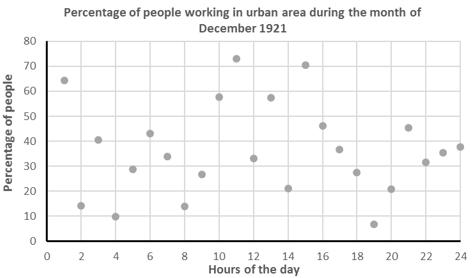 Percentage of people working in urban area during the month of
December 1921
Percentage of people
80
70
60
50
40
30
20
10
0
0 2 4 6 8 10 12 14 16 18 20 22 24
Hours of the day